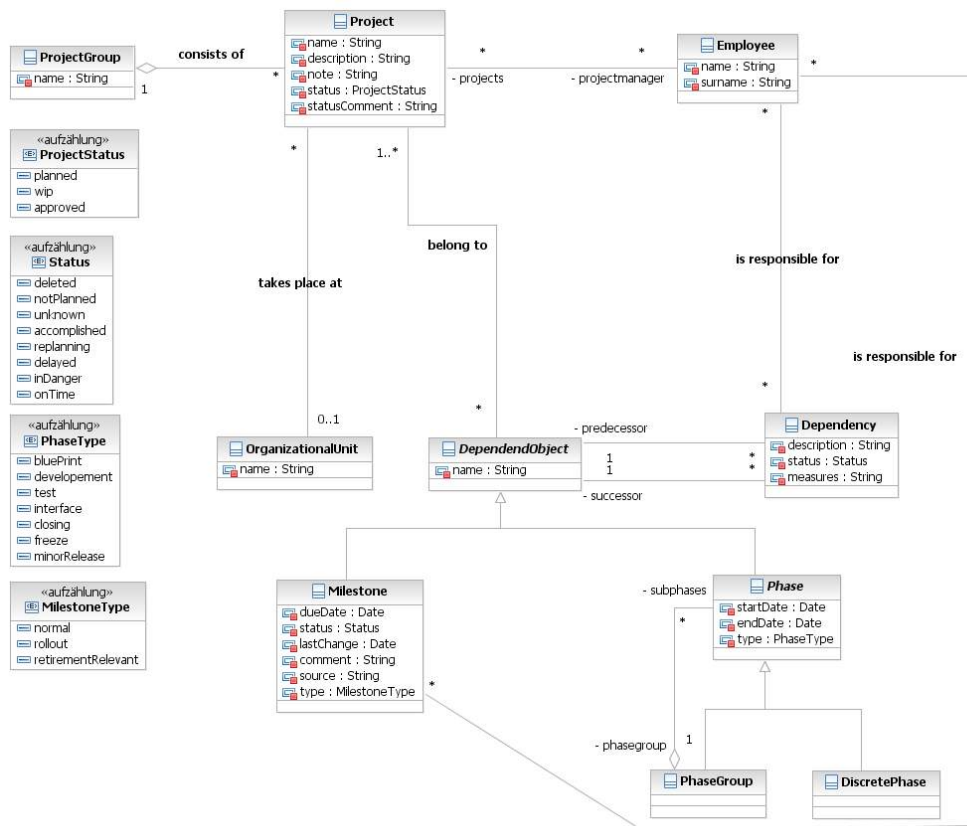 Project
name : String
description : String
note : String
status : ProjectStatus
statusComment : String
ProjectGroup
name : String
consists of
1
*
*
- projects
*
- projectmanager
Employee
name : String
surname : String
*
*
«aufzählung»
ProjectStatus
planned
wip
approved
*
1..*
«aufzählung»
Status
deleted
notPlanned
unknown
accomplished
replanning
delayed
inDanger
onTime
belong to
takes place at
is responsible for
is responsible for
*
0..1
*
«aufzählung»
PhaseType
bluePrint
developement
test
interface
closing
freeze
minorRelease
OrganizationalUnit
name : String
DependendObject
name : String
- predecessor
1
*
1
*
- successor
Dependency
description : String
status : Status
measures : String
«aufzählung»
MilestoneType
normal
rollout
retirementRelevant
Milestone
dueDate : Date
status : Status
lastChange : Date
comment : String
source : String
type : MilestoneType
*
- subphases
*
Phase
startDate : Date
endDate : Date
type : PhaseType
- phasegroup
1
PhaseGroup
DiscretePhase